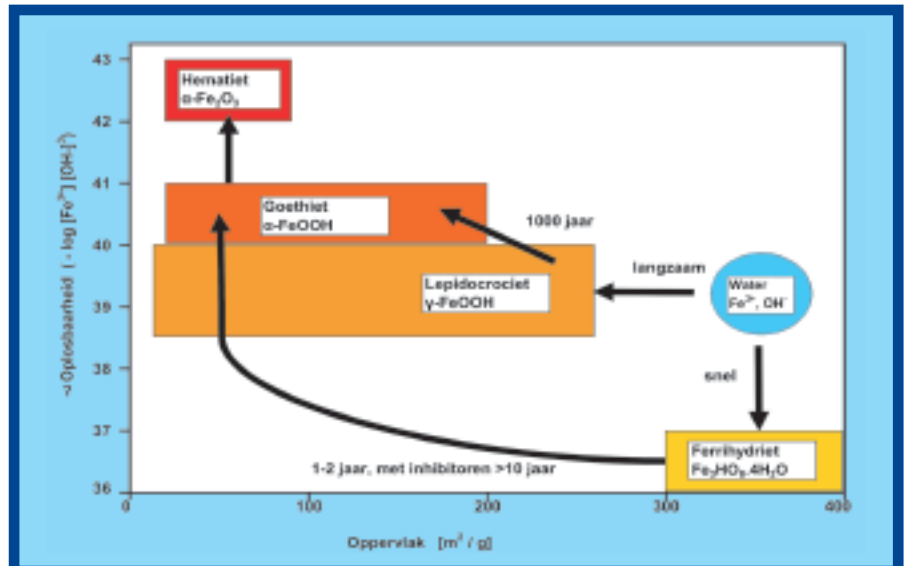 43
42
41
40
39
38
37
36
Oplosbaarheid ( - log [Fe³⁺] [OH-]³)
Hematiet
α-Fe₂O₃
Goethiet
α-FeOOH
1000 jaar
Lepidocrociet
γ-FeOOH
langzaam
Water
Fe³⁺, OH⁻
snel
Ferrihydriet
Fe₅HO₈.4H₂O
1-2 jaar, met inhibitoren >10 jaar
0
100
200
300
400
Oppervlak [m² / g]